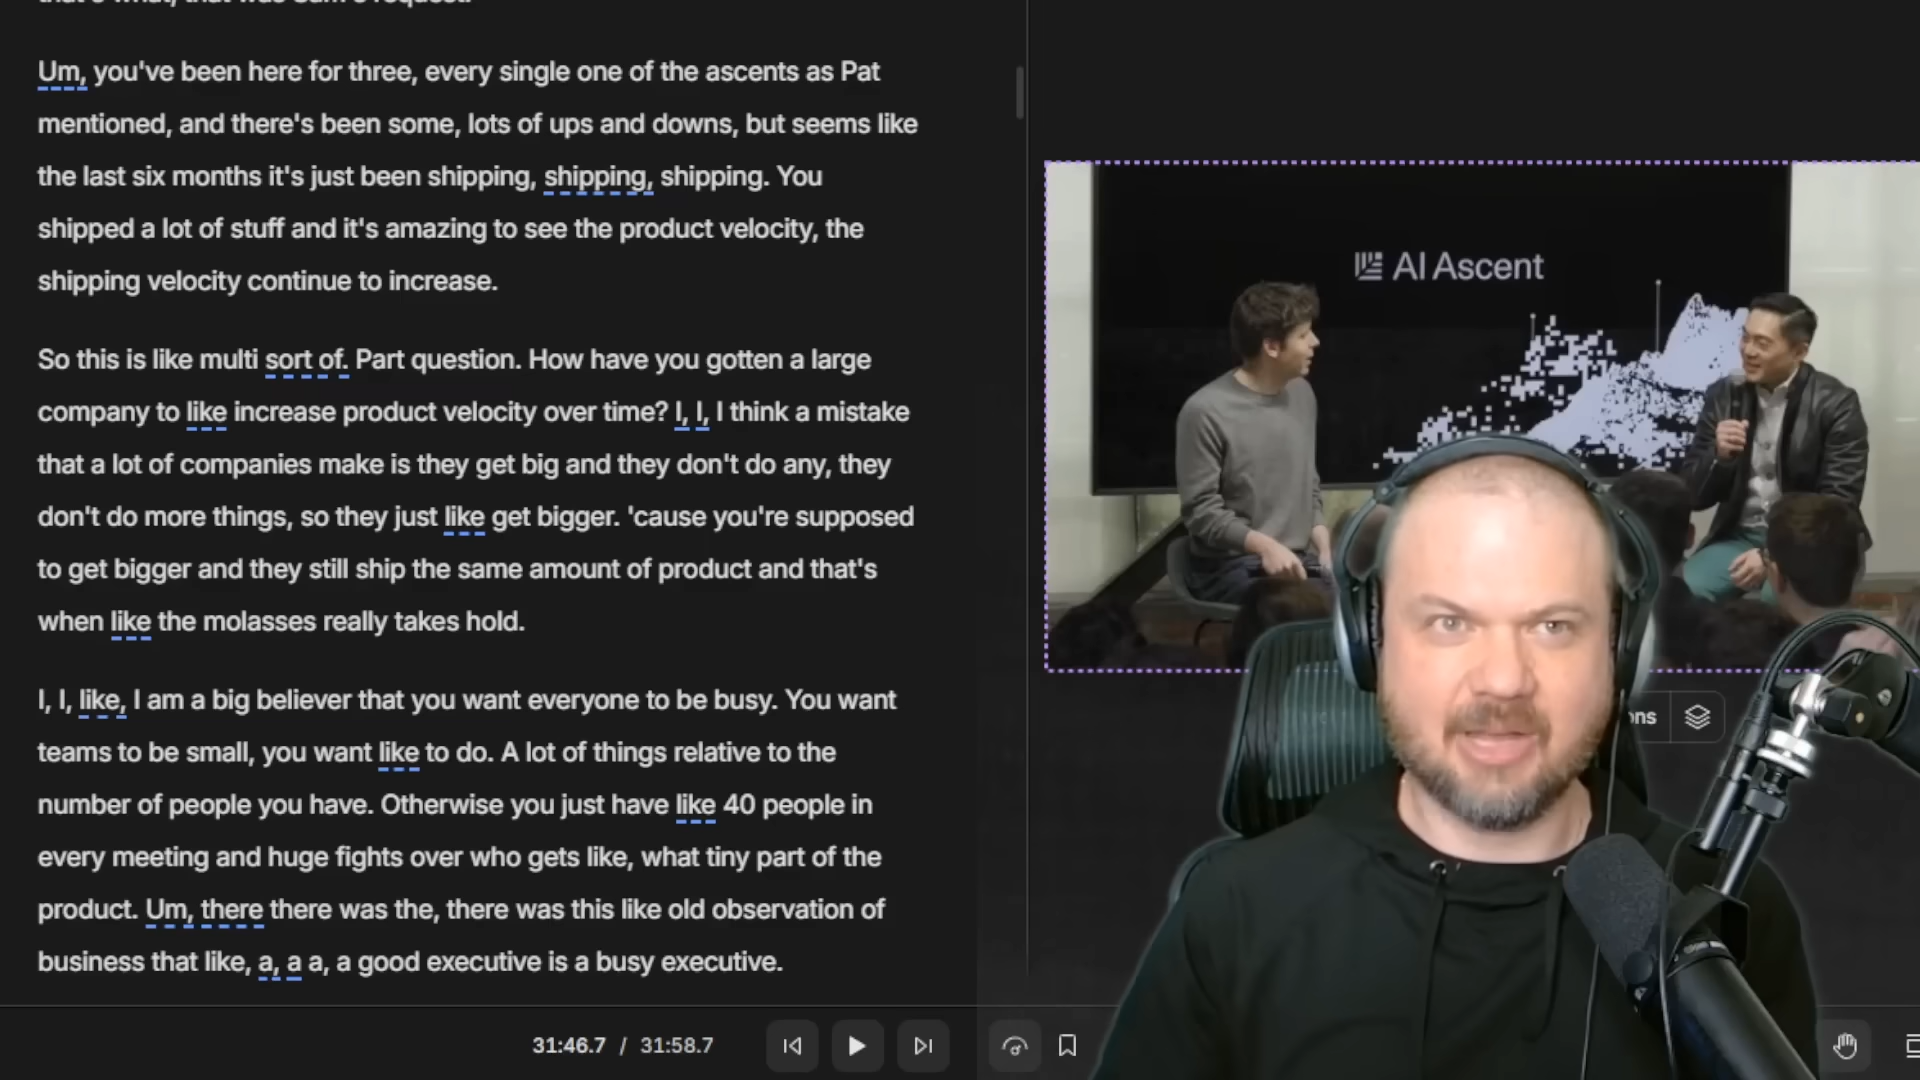 that's what, that was Sam's request.
Um, you've been here for three, every single one of the ascents as Pat
mentioned, and there's been some, lots of ups and downs, but seems like
the last six months it's just been shipping, shipping, shipping. You
shipped a lot of stuff and it's amazing to see the product velocity, the
shipping velocity continue to increase.
So this is like multi sort of. Part question. How have you gotten a large
company to like increase product velocity over time? I, I, I think a mistake
that a lot of companies make is they get big and they don't do any, they
don't do more things, so they just like get bigger. 'cause you're supposed
to get bigger and they still ship the same amount of product and that's
when like the molasses really takes hold.
I, I, like, I am a big believer that you want everyone to be busy. You want
teams to be small, you want like to do. A lot of things relative to the
number of people you have. Otherwise you just have like 40 people in
every meeting and huge fights over who gets like, what tiny part of the
product. Um, there there was the, there was this like old observation of
business that like, a, a a, a good executive is a busy executive.
AI Ascent
ons
31:46.7 / 31:58.7